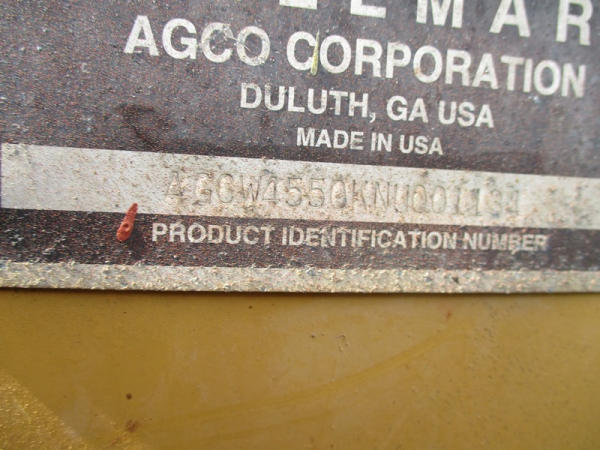 AGCO CORPORATION
DULUTH, GA USA
MADE IN USA
PRODUCT IDENTIFICATION NUMBER